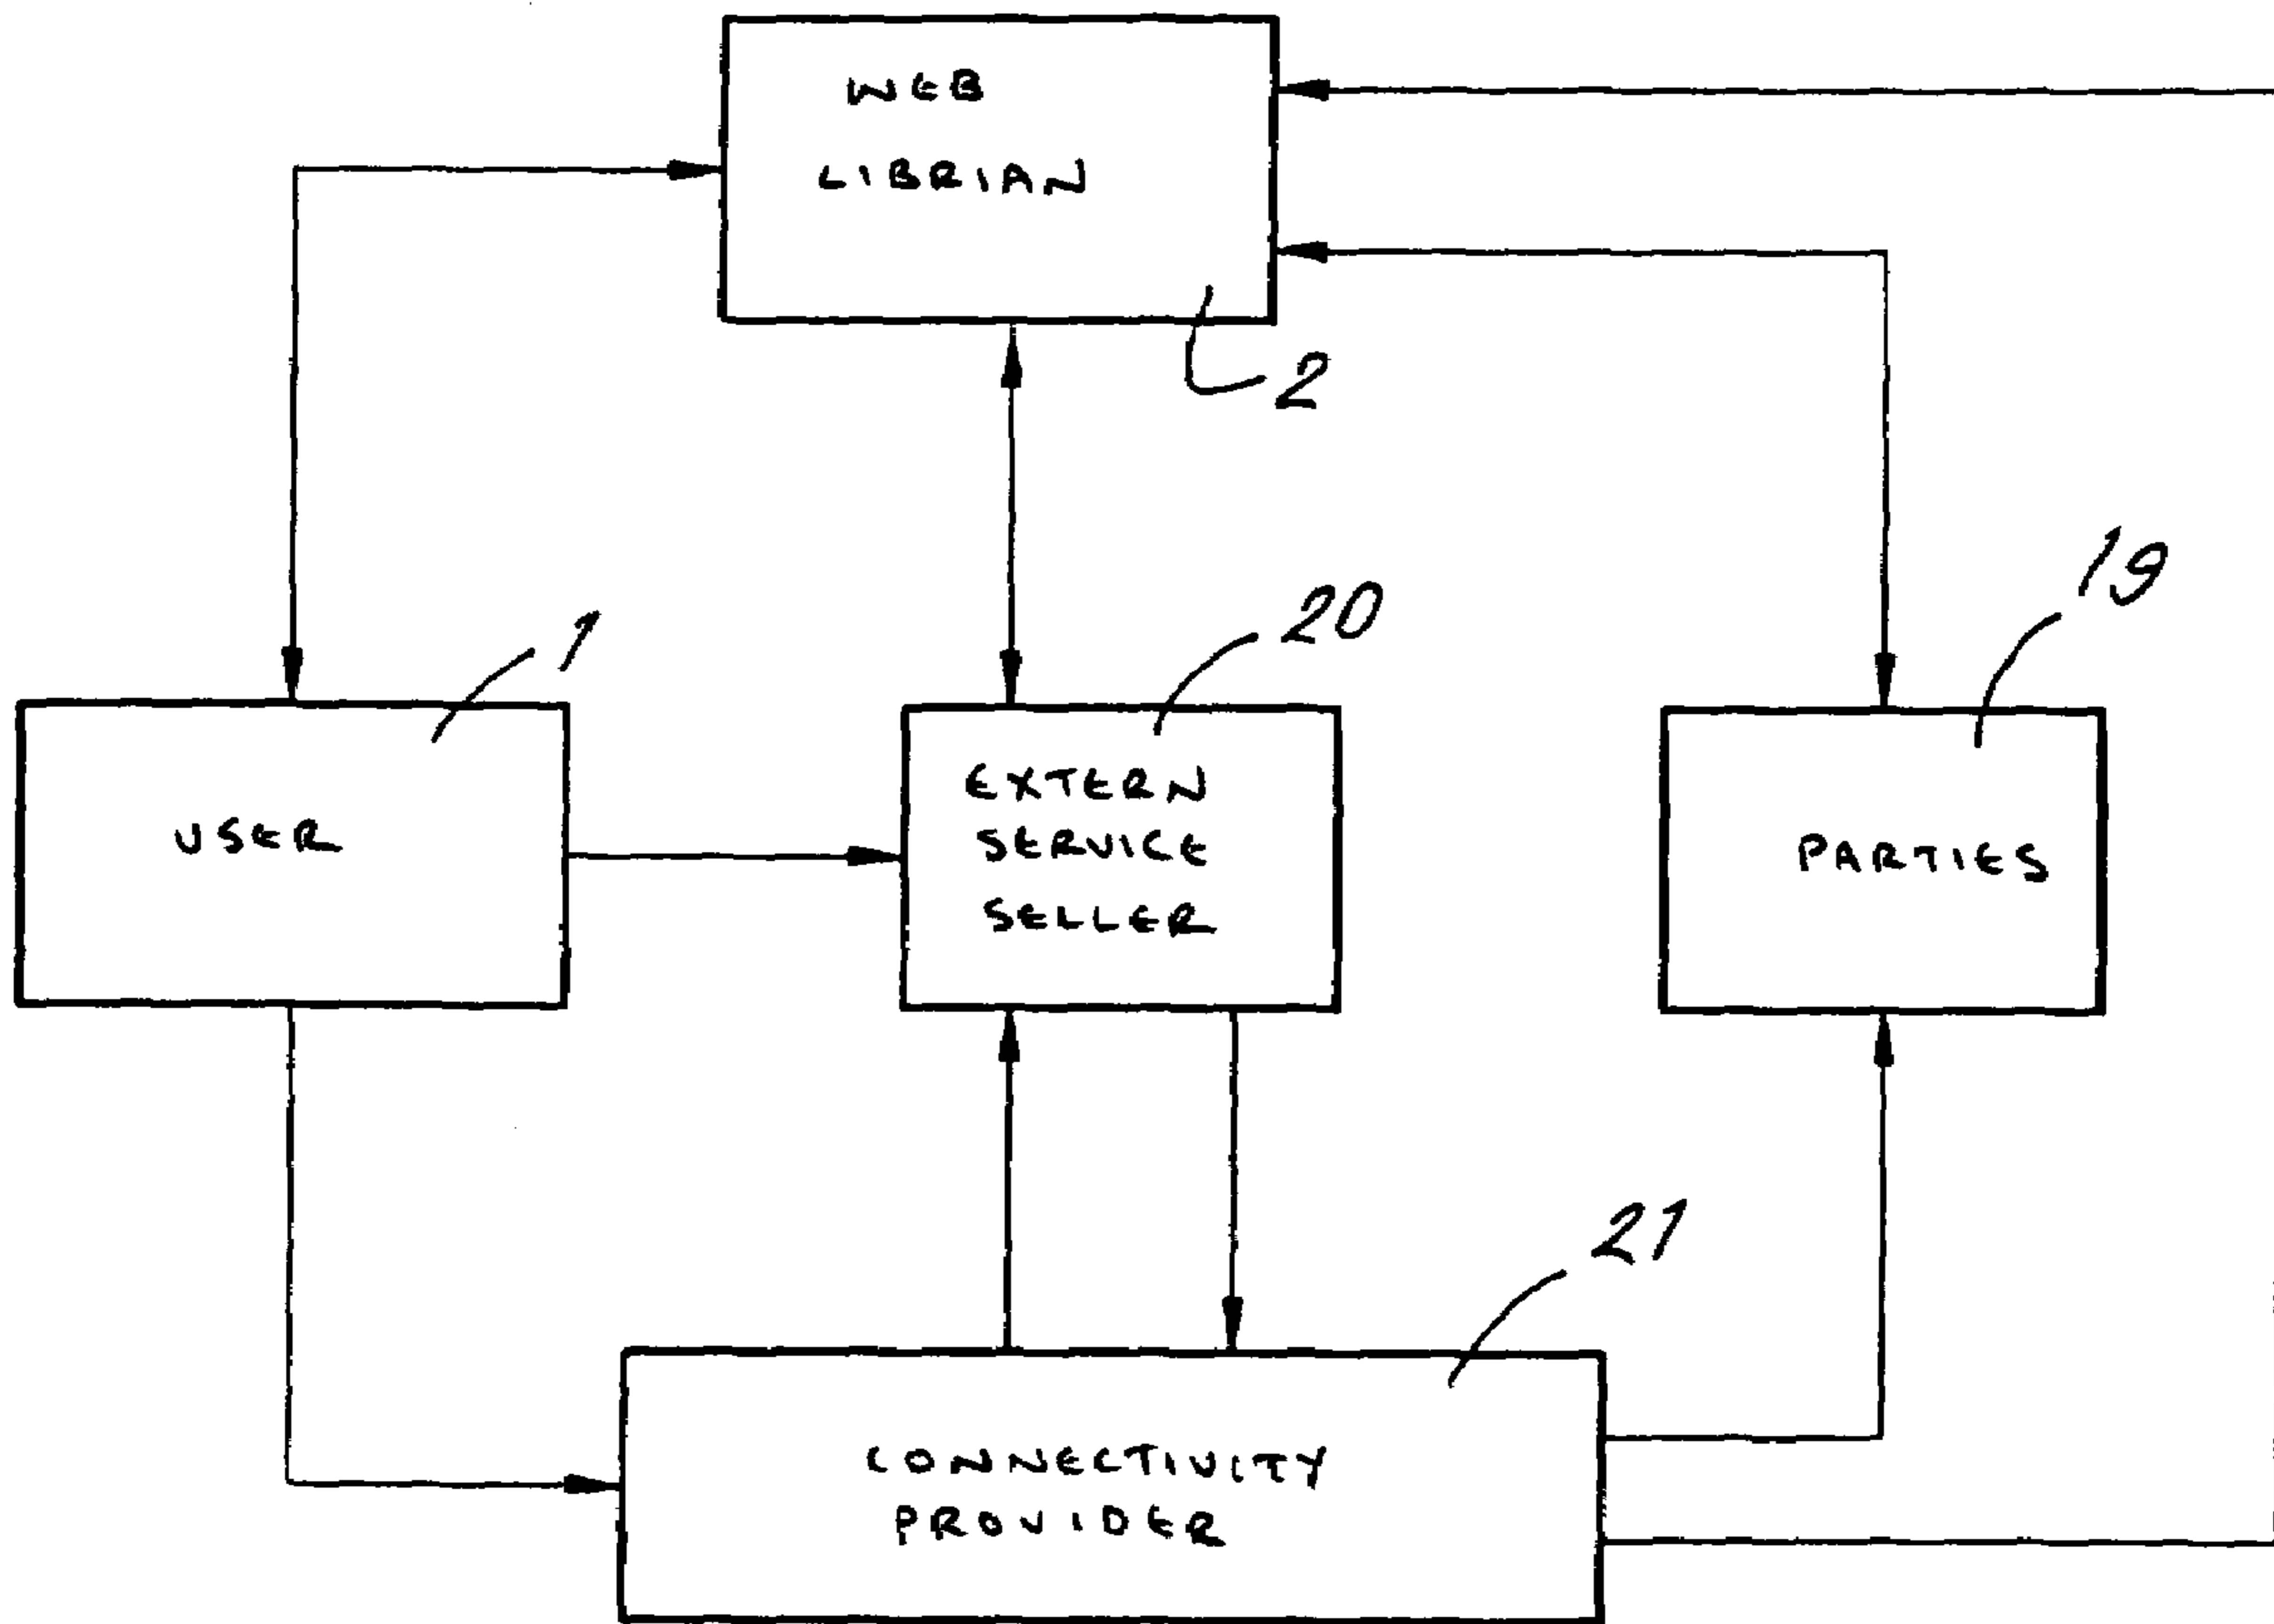 WEB
LIBRIAN
2
1
20
19
USER
EXTERN
SERVICE
SELLER
PARTIES
21
CONNECTIVITY
PROVIDER